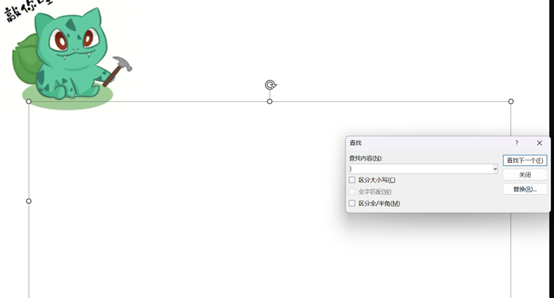 敲你
查找
查找内容(N):
)
查找下一个(F)
关闭
替换(R)...
区分大小写(C)
全字匹配(W)
区分全/半角(M)